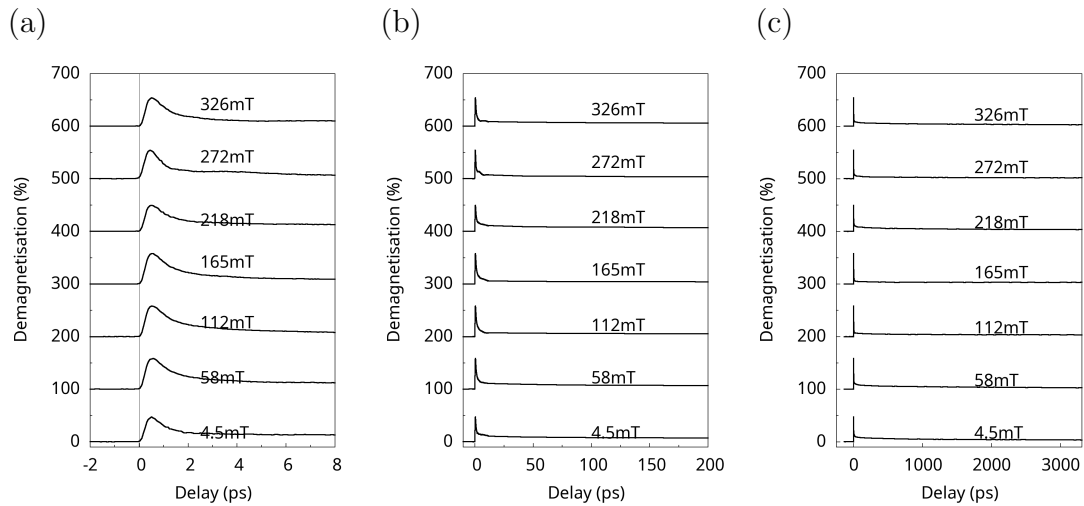 (a)
700
600
500
400
300
200
100
0
Demagnetisation (%)
326mT
272mT
218mT
165mT
112mT
58mT
4.5mT
-2 0 2 4 6 8
Delay (ps)
(b)
700
600
500
400
300
200
100
0
Demagnetisation (%)
326mT
272mT
218mT
165mT
112mT
58mT
4.5mT
0 50 100 150 200
Delay (ps)
(c)
700
600
500
400
300
200
100
0
Demagnetisation (%)
326mT
272mT
218mT
165mT
112mT
58mT
4.5mT
0 1000 2000 3000
Delay (ps)